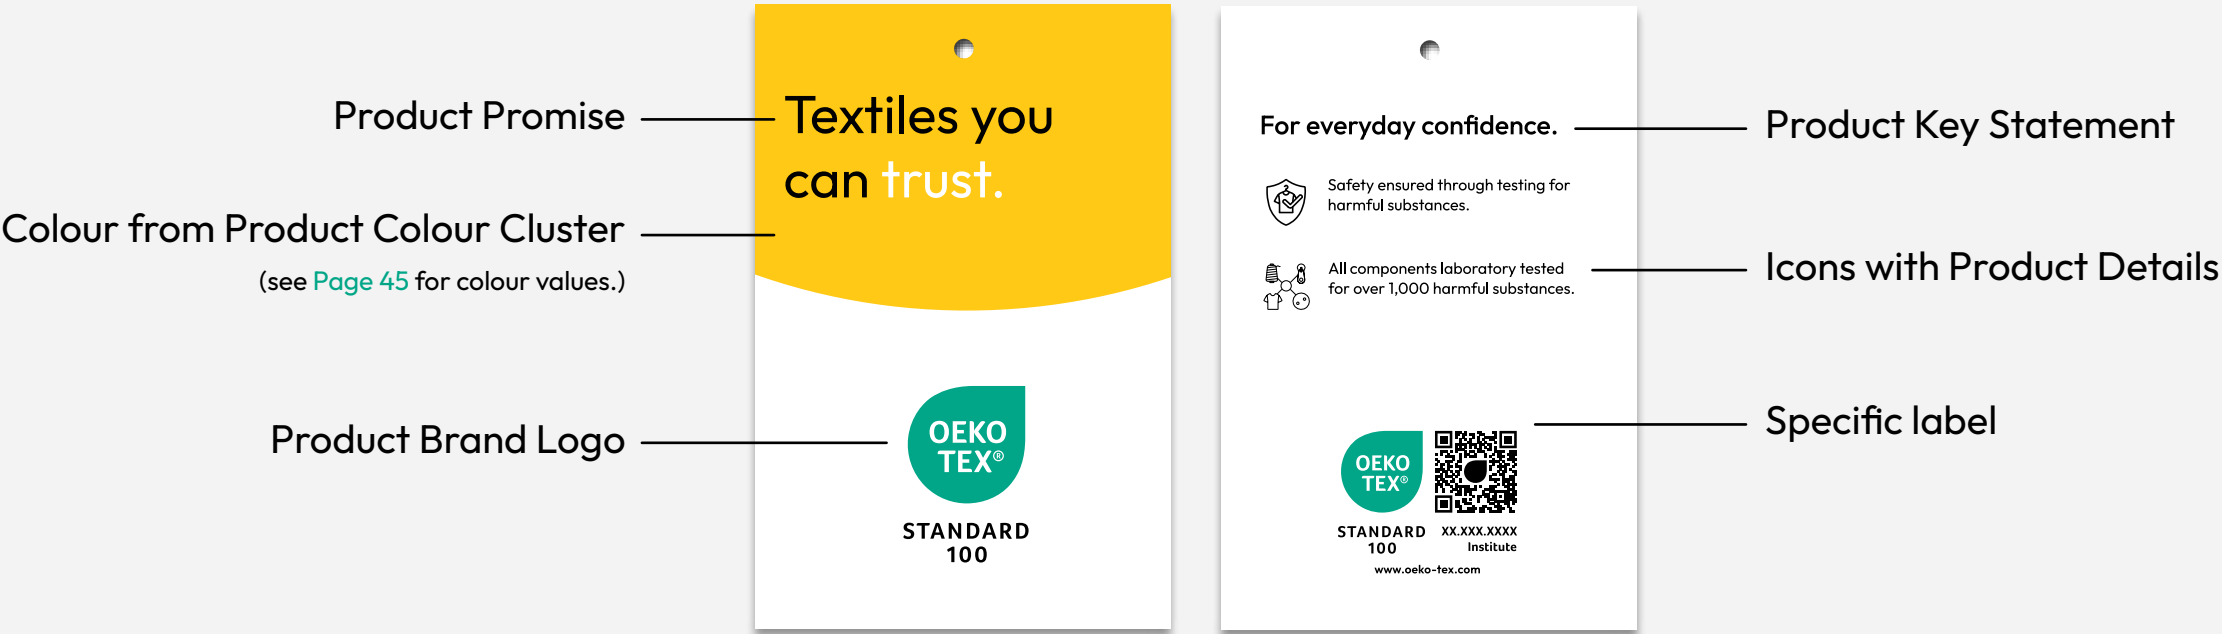 Product Promise
Colour from Product Colour Cluster
(see Page 45 for colour values.)
Product Brand Logo
Textiles you
can trust.
OEKO
TEX®
STANDARD
100
For everyday confidence.
Safety ensured through testing for
harmful substances.
All components laboratory tested
for over 1,000 harmful substances.
OEKO
TEX®
STANDARD
100
XX.XXX.XXXX
Institute
www.oeko-tex.com
Product Key Statement
Icons with Product Details
Specific label